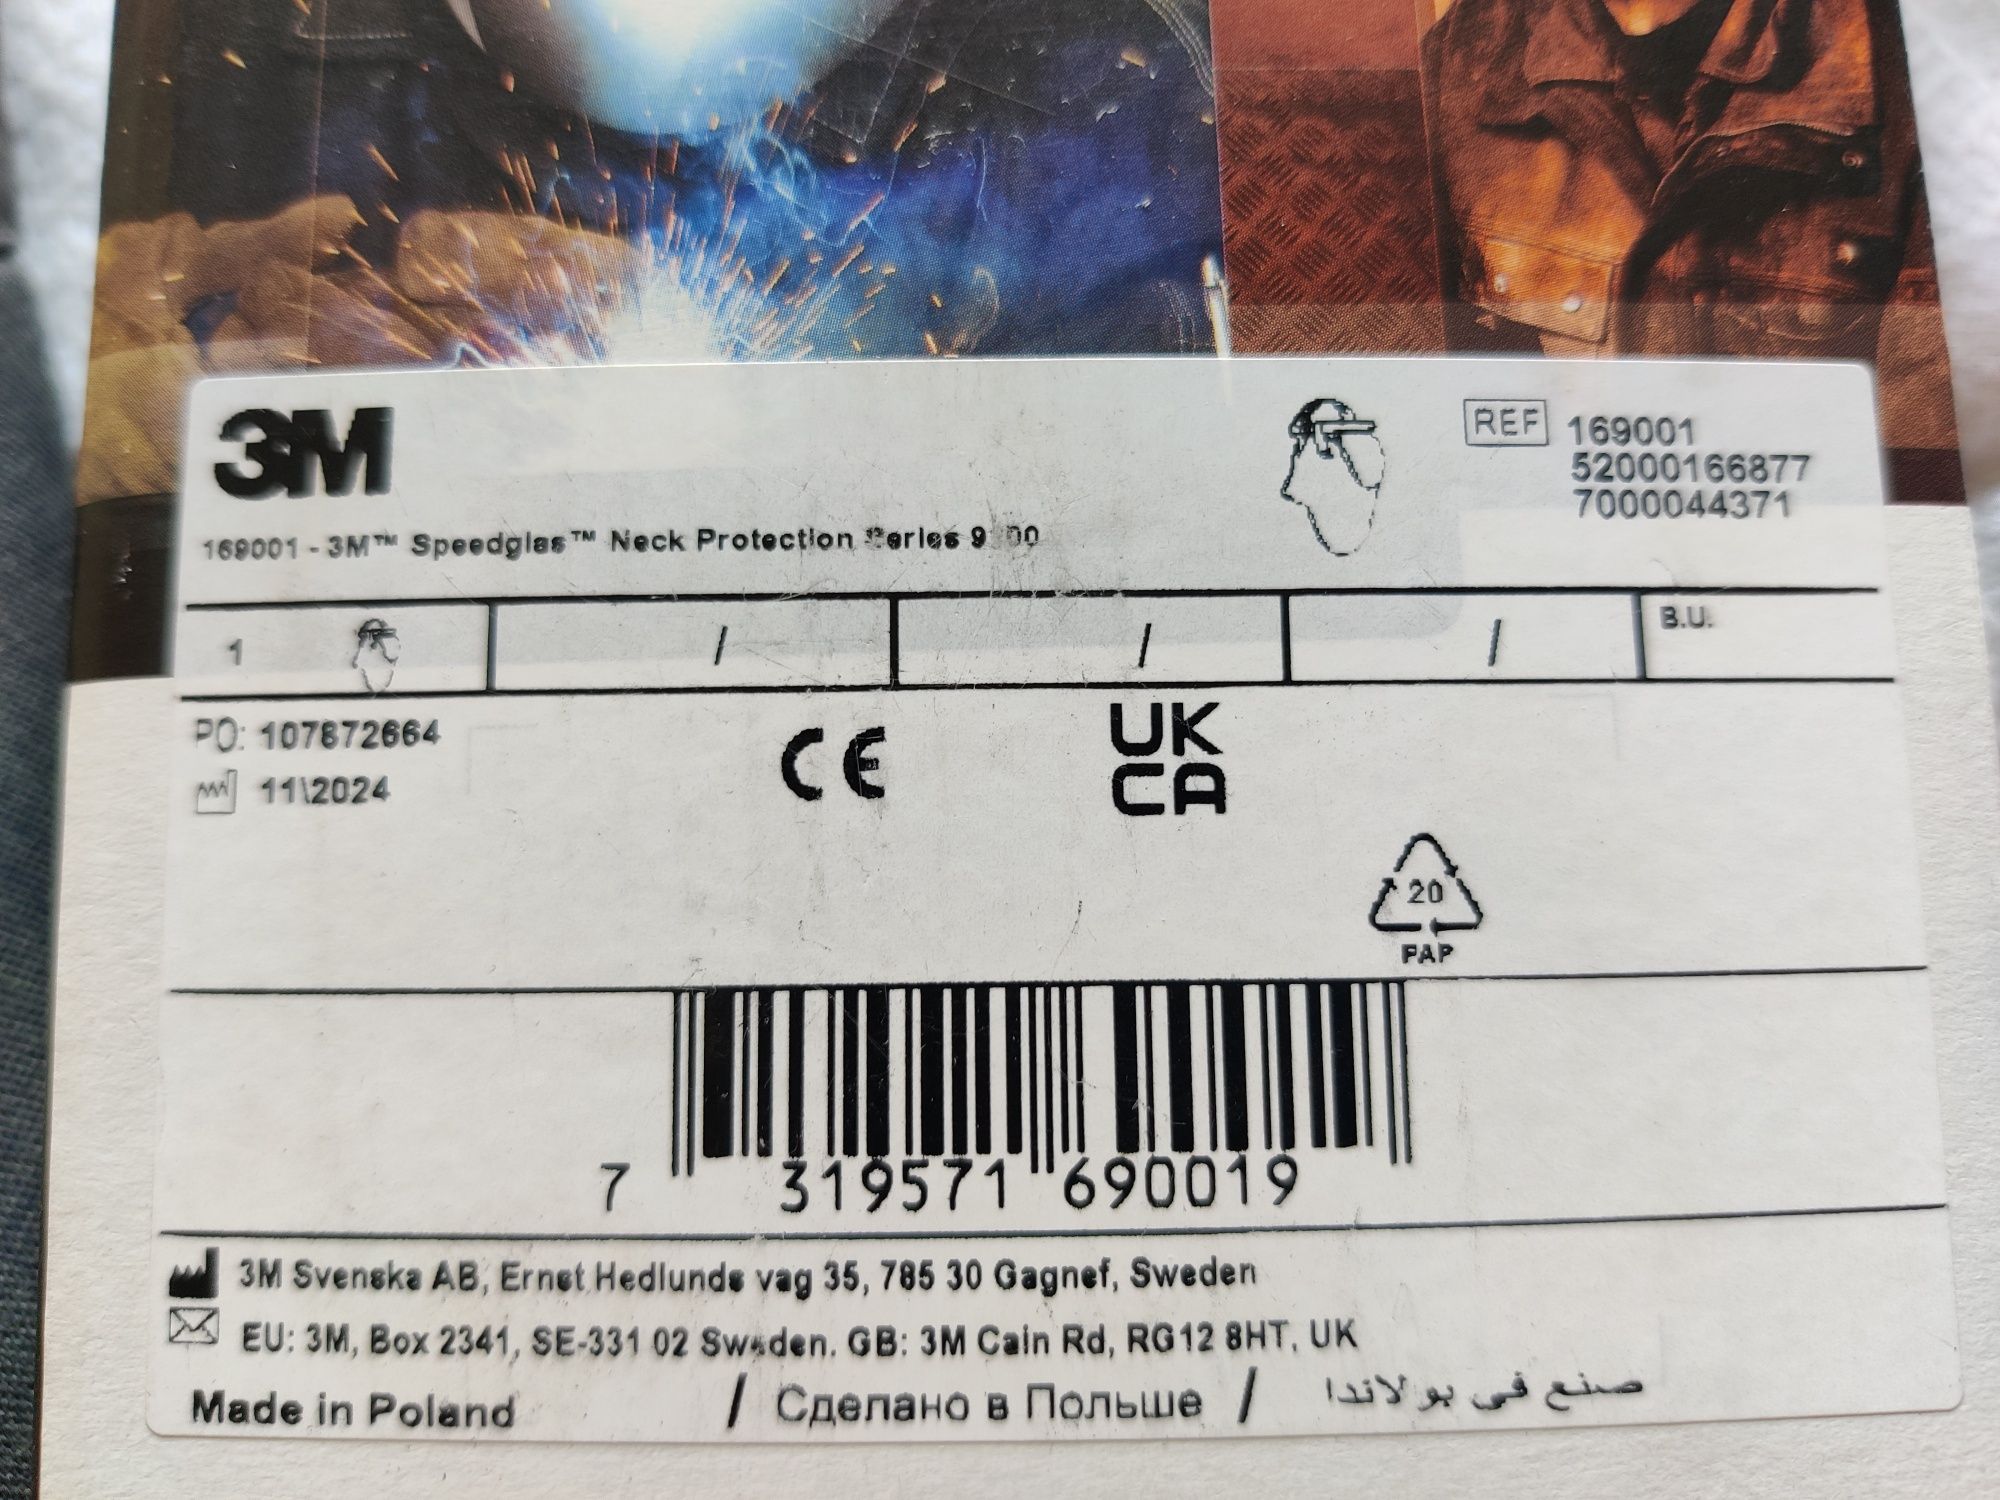 3M
REF 169001
52000166877
7000044371
169001 - 3M™ Speedglas™ Neck Protection Series
1 / / / B.U.
PO: 107872664
11\2024
CE
UK
CA
20
PAP
7 319571 690019
3M Svenska AB, Ernst Hedlunds vag 35, 785 30 Gagnef, Sweden
EU: 3M, Box 2341, SE-331 02 Sweden. GB: 3M Cain Rd, RG12 8HT, UK
Made in Poland / Сделано в Польше / صنع في بولاندا